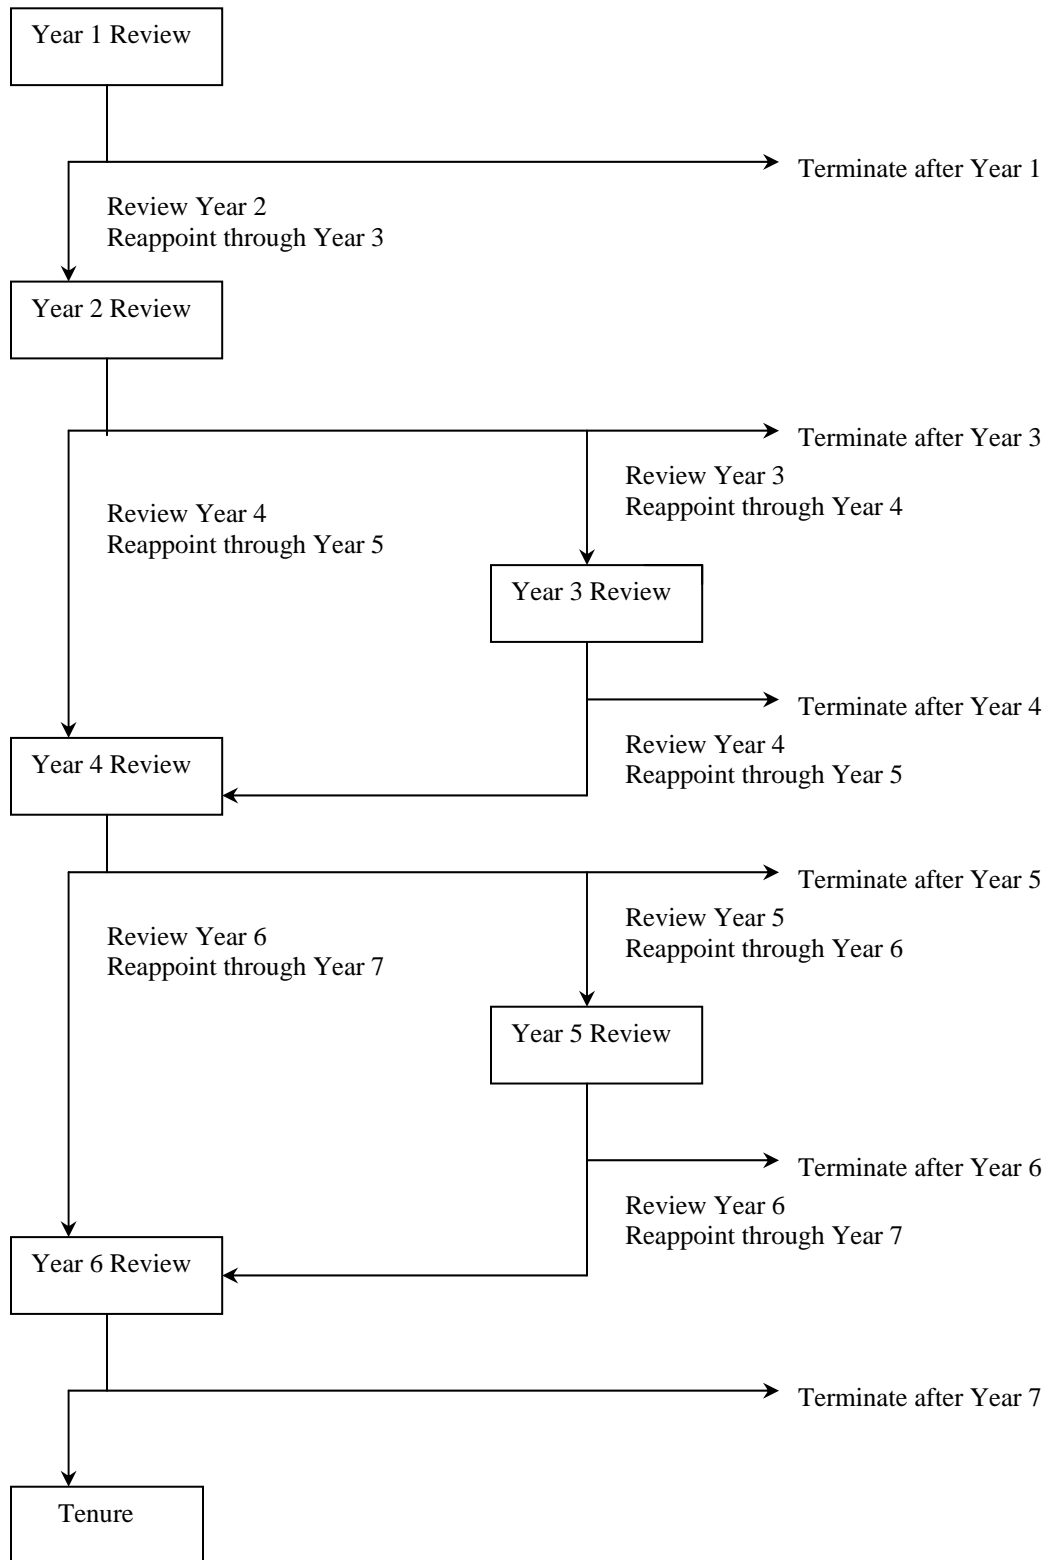 Year 1 Review
Terminate after Year 1
Review Year 2
Reappoint through Year 3
Year 2 Review
Terminate after Year 3
Review Year 3
Reappoint through Year 4
Review Year 4
Reappoint through Year 5
Year 3 Review
Terminate after Year 4
Review Year 4
Reappoint through Year 5
Year 4 Review
Terminate after Year 5
Review Year 5
Reappoint through Year 6
Review Year 6
Reappoint through Year 7
Year 5 Review
Terminate after Year 6
Review Year 6
Reappoint through Year 7
Year 6 Review
Terminate after Year 7
Tenure